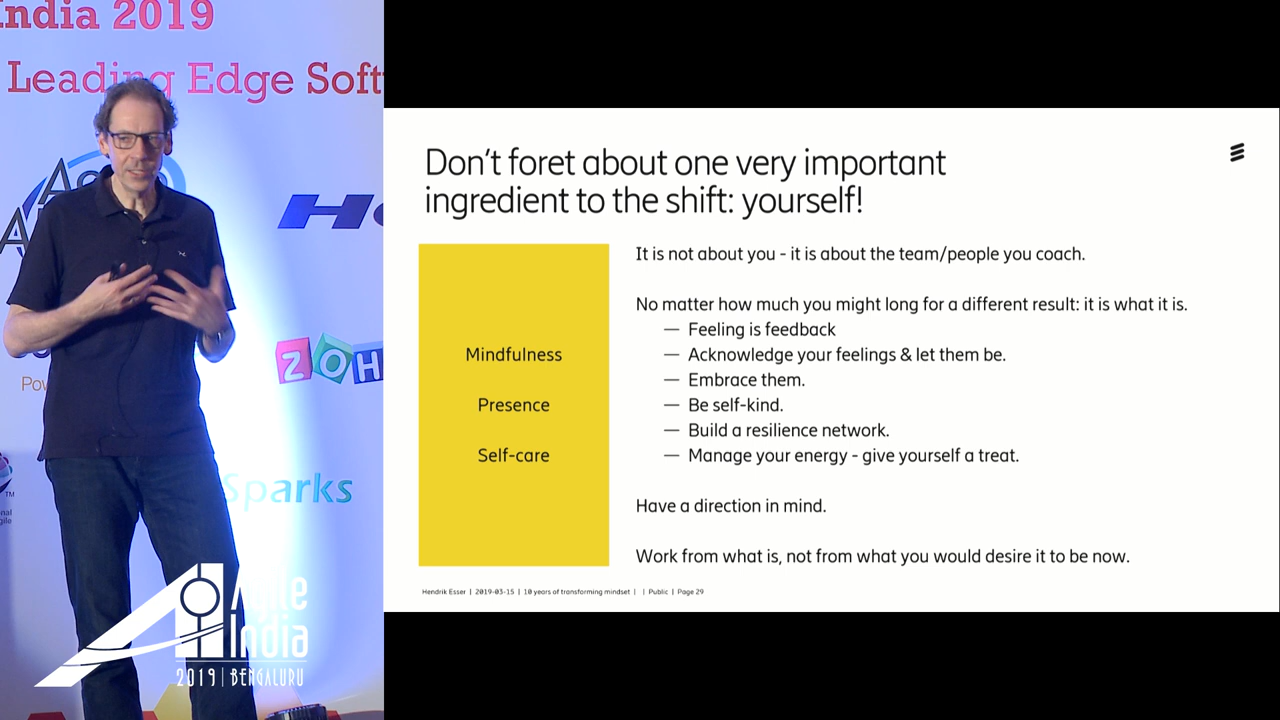 India 2019
Leading Edge Soft
ZOH
Sparks
Agile
India
2019 | BENGALURU
Don't foret about one very important
ingredient to the shift: yourself!
Mindfulness
Presence
Self-care
It is not about you - it is about the team/people you coach.
No matter how much you might long for a different result: it is what it is.
— Feeling is feedback
— Acknowledge your feelings & let them be.
— Embrace them.
— Be self-kind.
— Build a resilience network.
— Manage your energy - give yourself a treat.
Have a direction in mind.
Work from what is, not from what you would desire it to be now.
Hendrik Esser | 2019-03-15 | 10 years of transforming mindset | | Public | Page 29